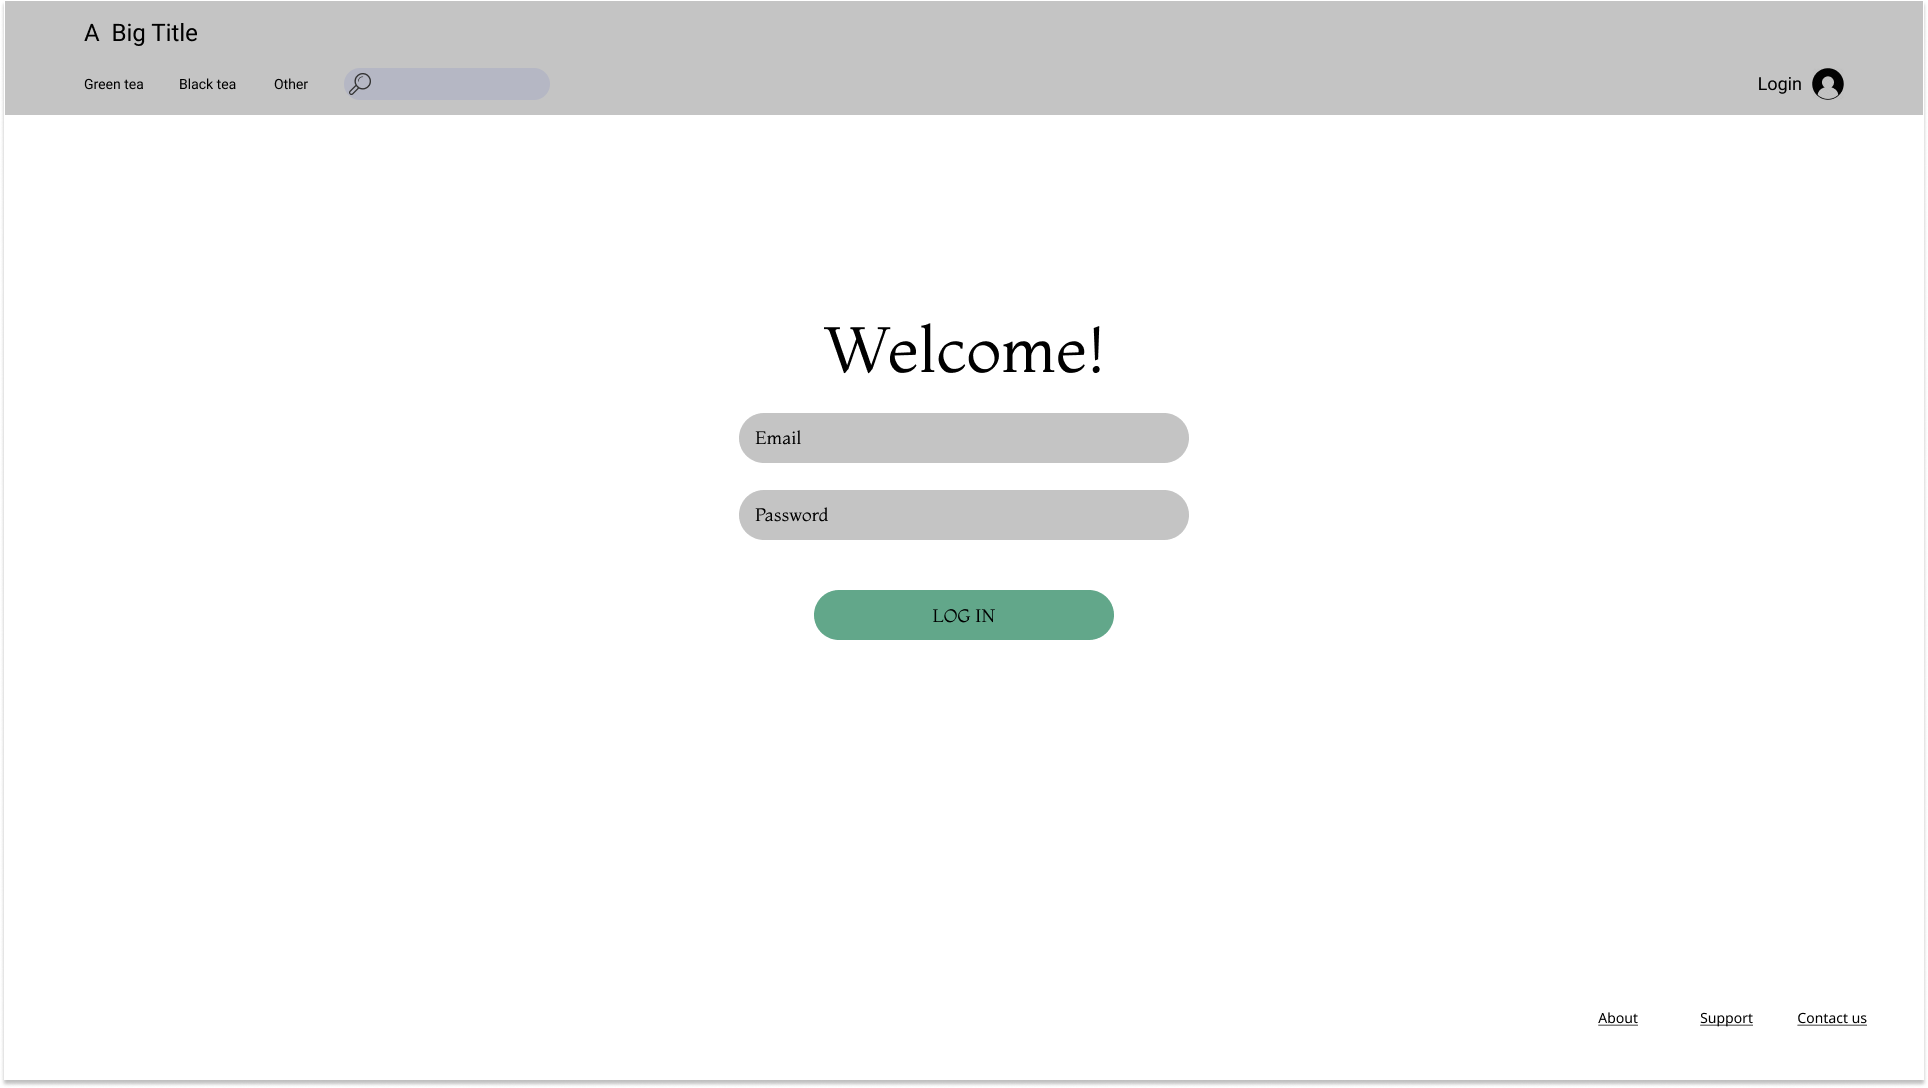 A Big Title
Green tea Black tea Other Login
Welcome!
Email
Password
LOG IN
About Support Contact us